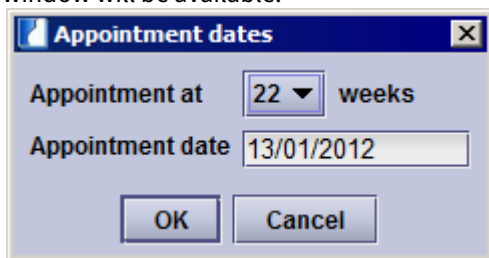 window will be available.
Appointment dates
Appointment at 22 weeks
Appointment date 13/01/2012
OK Cancel